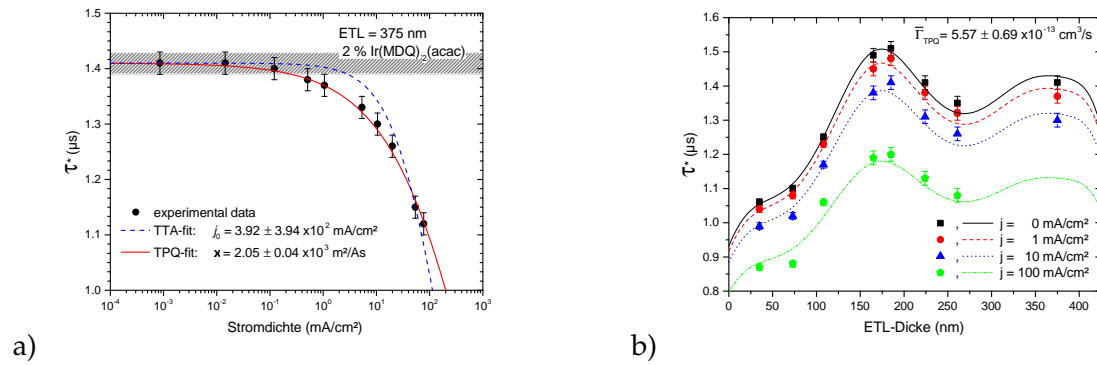 ETL = 375 nm
2 % Ir(MDQ)₂(acac)
1.5
1.4
1.3
1.2
1.1
1.0
τ* (µs)
experimental data
TTA-fit: j₀ = 3.92 ± 3.94 x10² mA/cm²
TPQ-fit: x = 2.05 ± 0.04 x10³ m²/As
10⁻⁴ 10⁻³ 10⁻² 10⁻¹ 10⁰ 10¹ 10² 10³
Stromdichte (mA/cm²)
a)
Γ̅_TPQ = 5.57 ± 0.69 x10⁻¹³ cm³/s
1.6
1.5
1.4
1.3
1.2
1.1
1.0
0.9
0.8
τ* (µs)
, j = 0 mA/cm²
, j = 1 mA/cm²
, j = 10 mA/cm²
, j = 100 mA/cm²
0 50 100 150 200 250 300 350 400
ETL-Dicke (nm)
b)